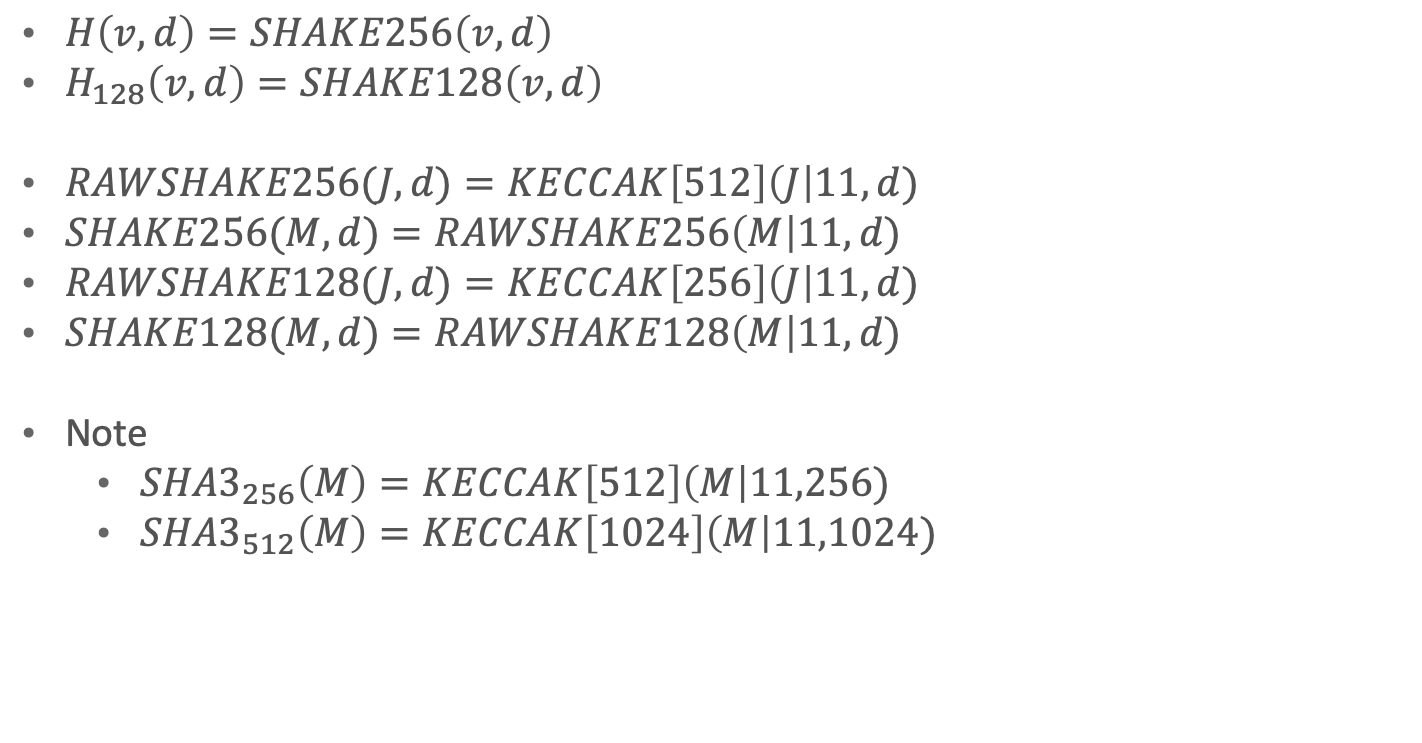 • H(v, d) = SHAKE256(v, d)
• H₁₂₈(v, d) = SHAKE128(v, d)
• RAWSHAKE256(J, d) = KECCAK[512](J|11, d)
• SHAKE256(M, d) = RAWSHAKE256(M|11, d)
• RAWSHAKE128(J, d) = KECCAK[256](J|11, d)
• SHAKE128(M, d) = RAWSHAKE128(M|11, d)
• Note
• SHA3₂₅₆(M) = KECCAK[512](M|11,256)
• SHA3₅₁₂(M) = KECCAK[1024](M|11,1024)